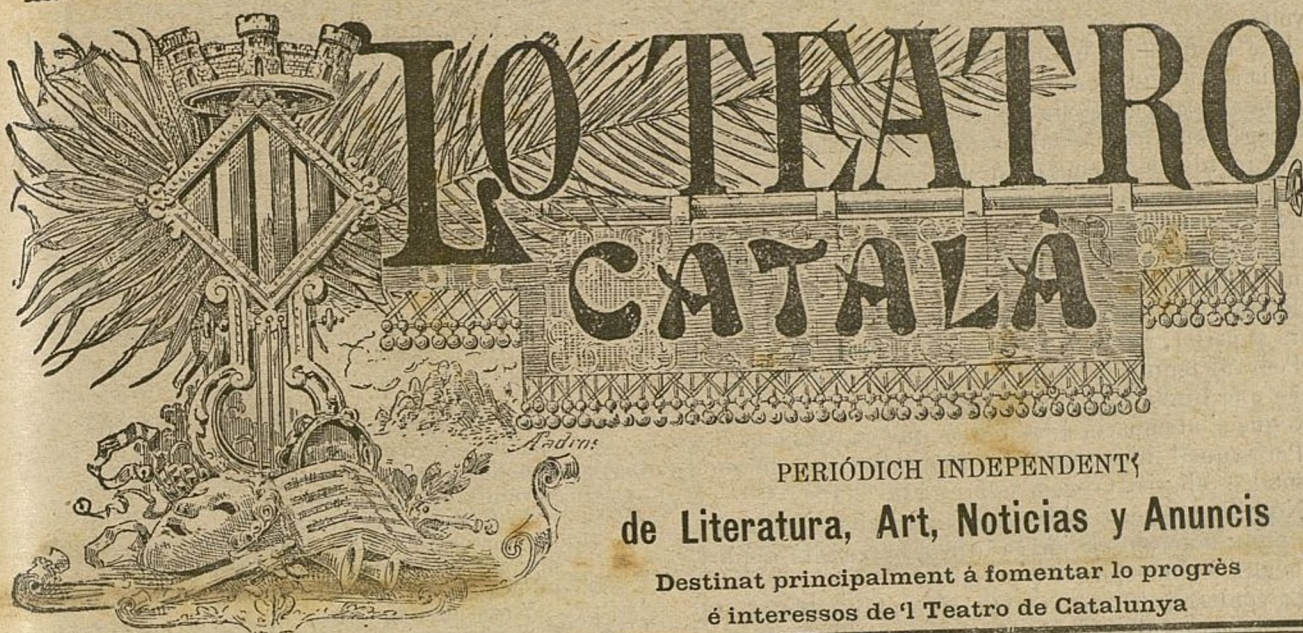 LO TEATRO
CATALÀ
PERIÓDICH INDEPENDENT
de Literatura, Art, Noticias y Anuncis
Destinat principalment á fomentar lo progrès
é interessos de 'l Teatro de Catalunya